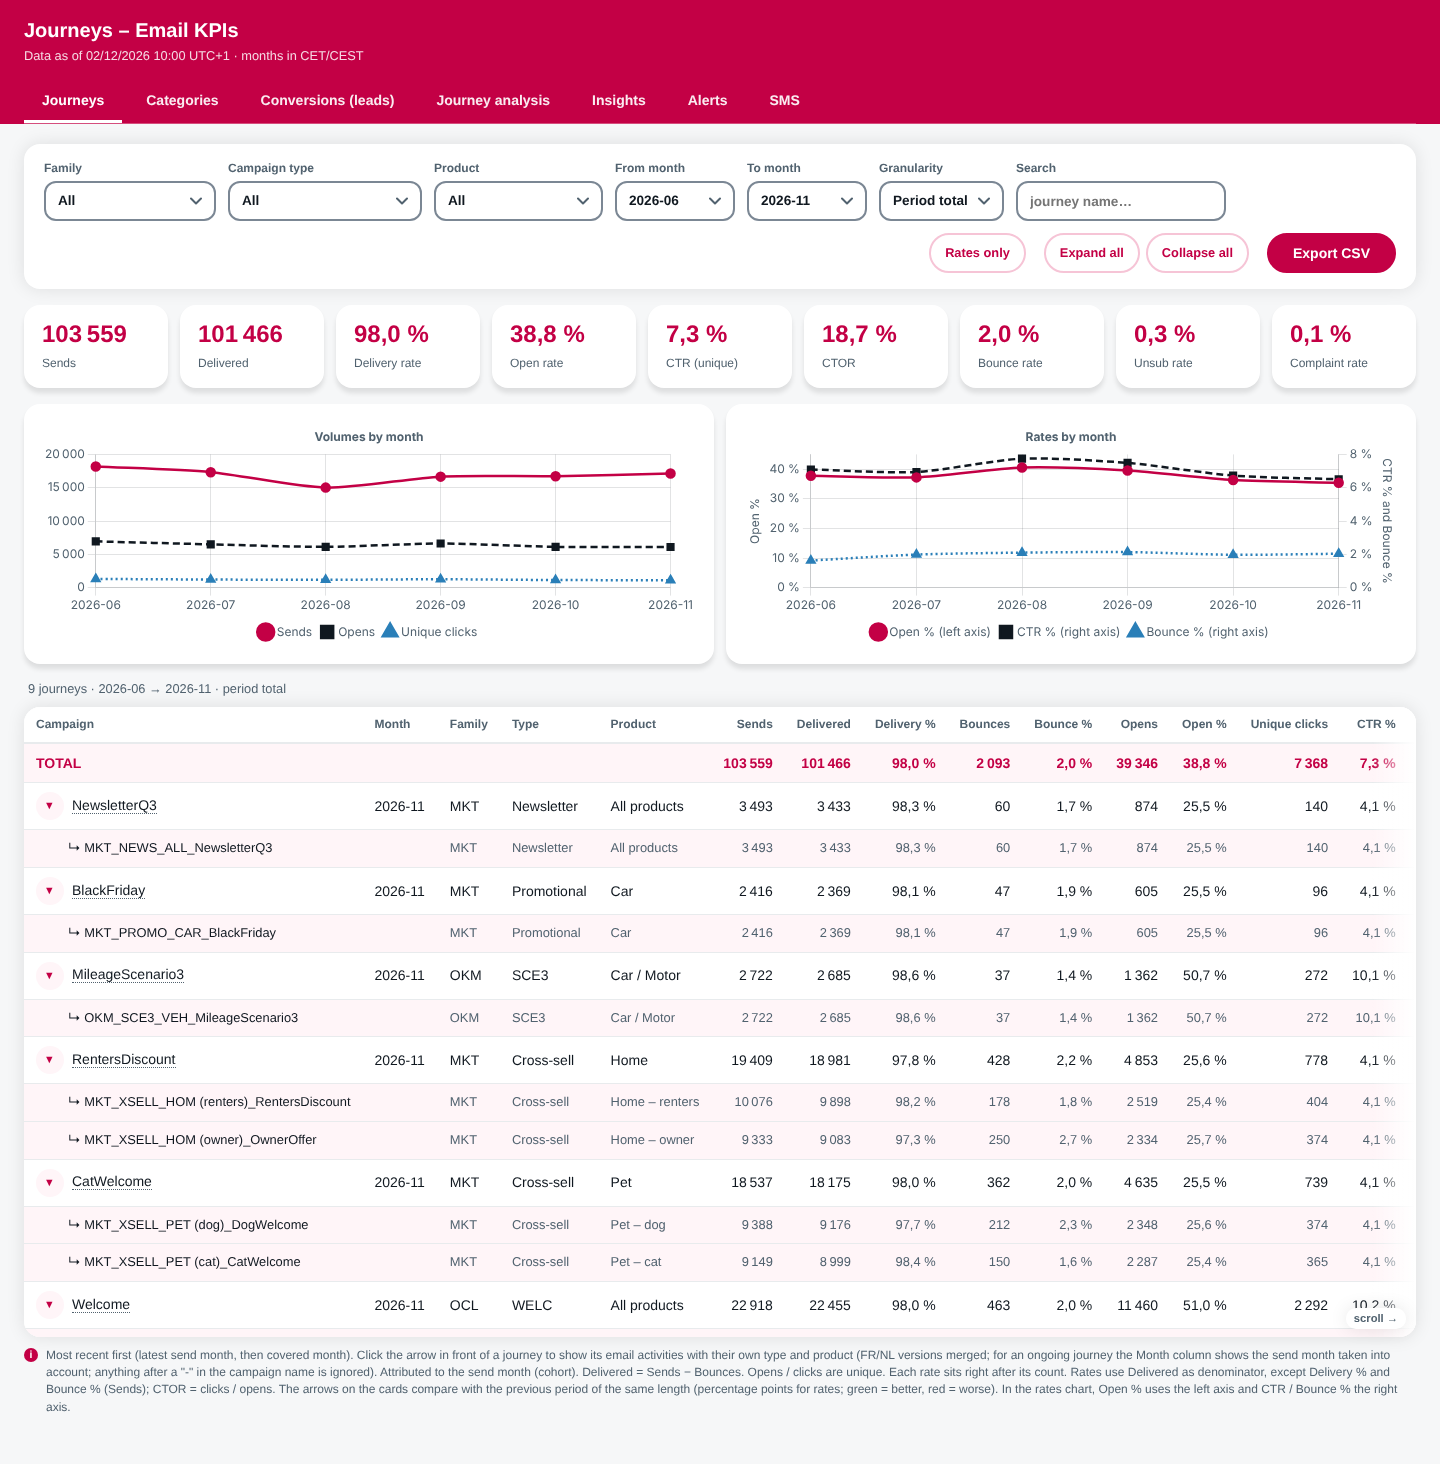 Journeys – Email KPIs
Data as of 02/12/2026 10:00 UTC+1 · months in CET/CEST
Journeys Categories Conversions (leads) Journey analysis Insights Alerts SMS
Family Campaign type Product From month To month Granularity Search
All All All 2026-06 2026-11 Period total journey name…
Rates only Expand all Collapse all Export CSV
103 559 101 466 98,0 % 38,8 % 7,3 % 18,7 % 2,0 % 0,3 % 0,1 %
Sends Delivered Delivery rate Open rate CTR (unique) CTOR Bounce rate Unsub rate Complaint rate
Volumes by month
20 000
15 000
10 000
5 000
0
2026-06 2026-07 2026-08 2026-09 2026-10 2026-11
Sends Opens Unique clicks
Rates by month
Open %
40 %
30 %
20 %
10 %
0 %
8 %
6 %
4 %
2 %
0 %
CTR % and Bounce %
2026-06 2026-07 2026-08 2026-09 2026-10 2026-11
Open % (left axis) CTR % (right axis) Bounce % (right axis)
9 journeys · 2026-06 → 2026-11 · period total
Campaign Month Family Type Product Sends Delivered Delivery % Bounces Bounce % Opens Open % Unique clicks CTR %
TOTAL 103 559 101 466 98,0 % 2 093 2,0 % 39 346 38,8 % 7 368 7,3 %
▼ NewsletterQ3 2026-11 MKT Newsletter All products 3 493 3 433 98,3 % 60 1,7 % 874 25,5 % 140 4,1 %
↳ MKT_NEWS_ALL_NewsletterQ3 MKT Newsletter All products 3 493 3 433 98,3 % 60 1,7 % 874 25,5 % 140 4,1 %
▼ BlackFriday 2026-11 MKT Promotional Car 2 416 2 369 98,1 % 47 1,9 % 605 25,5 % 96 4,1 %
↳ MKT_PROMO_CAR_BlackFriday MKT Promotional Car 2 416 2 369 98,1 % 47 1,9 % 605 25,5 % 96 4,1 %
▼ MileageScenario3 2026-11 OKM SCE3 Car / Motor 2 722 2 685 98,6 % 37 1,4 % 1 362 50,7 % 272 10,1 %
↳ OKM_SCE3_VEH_MileageScenario3 OKM SCE3 Car / Motor 2 722 2 685 98,6 % 37 1,4 % 1 362 50,7 % 272 10,1 %
▼ RentersDiscount 2026-11 MKT Cross-sell Home 19 409 18 981 97,8 % 428 2,2 % 4 853 25,6 % 778 4,1 %
↳ MKT_XSELL_HOM (renters)_RentersDiscount MKT Cross-sell Home – renters 10 076 9 898 98,2 % 178 1,8 % 2 519 25,4 % 404 4,1 %
↳ MKT_XSELL_HOM (owner)_OwnerOffer MKT Cross-sell Home – owner 9 333 9 083 97,3 % 250 2,7 % 2 334 25,7 % 374 4,1 %
▼ CatWelcome 2026-11 MKT Cross-sell Pet 18 537 18 175 98,0 % 362 2,0 % 4 635 25,5 % 739 4,1 %
↳ MKT_XSELL_PET (dog)_DogWelcome MKT Cross-sell Pet – dog 9 388 9 176 97,7 % 212 2,3 % 2 348 25,6 % 374 4,1 %
↳ MKT_XSELL_PET (cat)_CatWelcome MKT Cross-sell Pet – cat 9 149 8 999 98,4 % 150 1,6 % 2 287 25,4 % 365 4,1 %
▼ Welcome 2026-11 OCL WELC All products 22 918 22 455 98,0 % 463 2,0 % 11 460 51,0 % 2 292 10,2 %
scroll →
i Most recent first (latest send month, then covered month). Click the arrow in front of a journey to show its email activities with their own type and product (FR/NL versions merged; for an ongoing journey the Month column shows the send month taken into
account; anything after a "-" in the campaign name is ignored). Attributed to the send month (cohort). Delivered = Sends − Bounces. Opens / clicks are unique. Each rate sits right after its count. Rates use Delivered as denominator, except Delivery % and
Bounce % (Sends); CTOR = clicks / opens. The arrows on the cards compare with the previous period of the same length (percentage points for rates; green = better, red = worse). In the rates chart, Open % uses the left axis and CTR / Bounce % the right
axis.